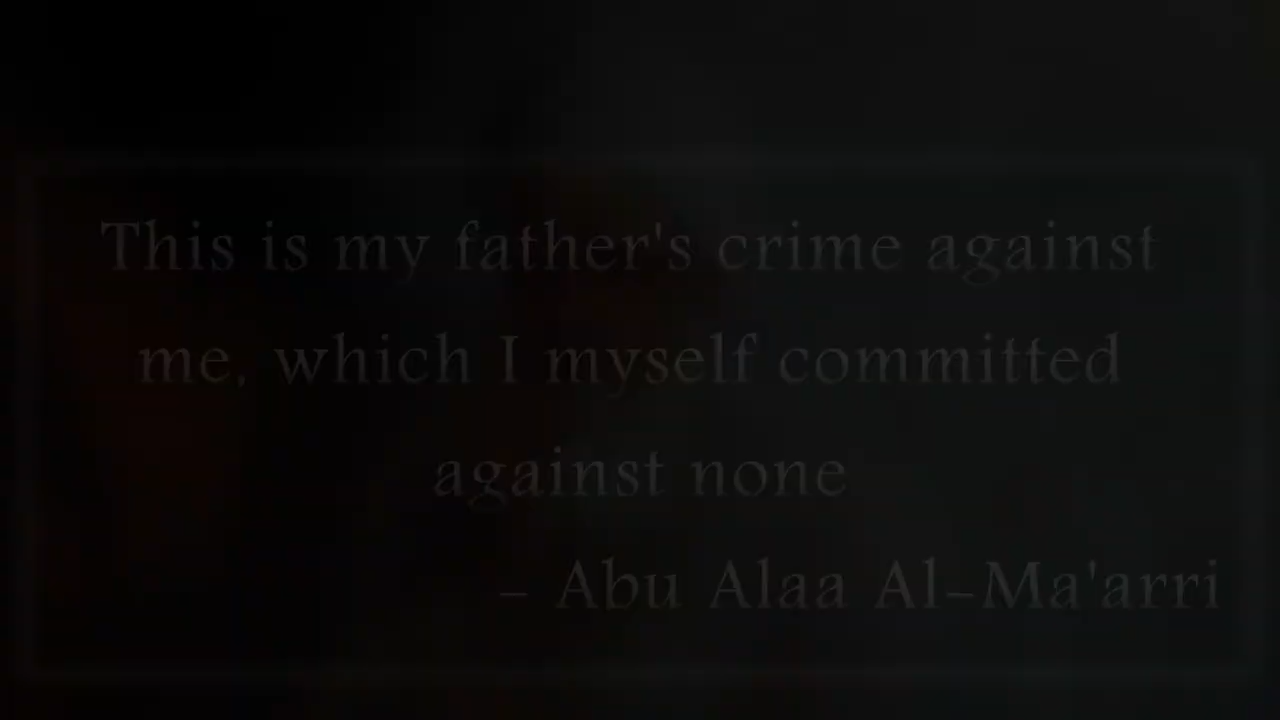 This is my father's crime against
me, which I myself committed
against none
– Abu Alaa Al-Ma'arri